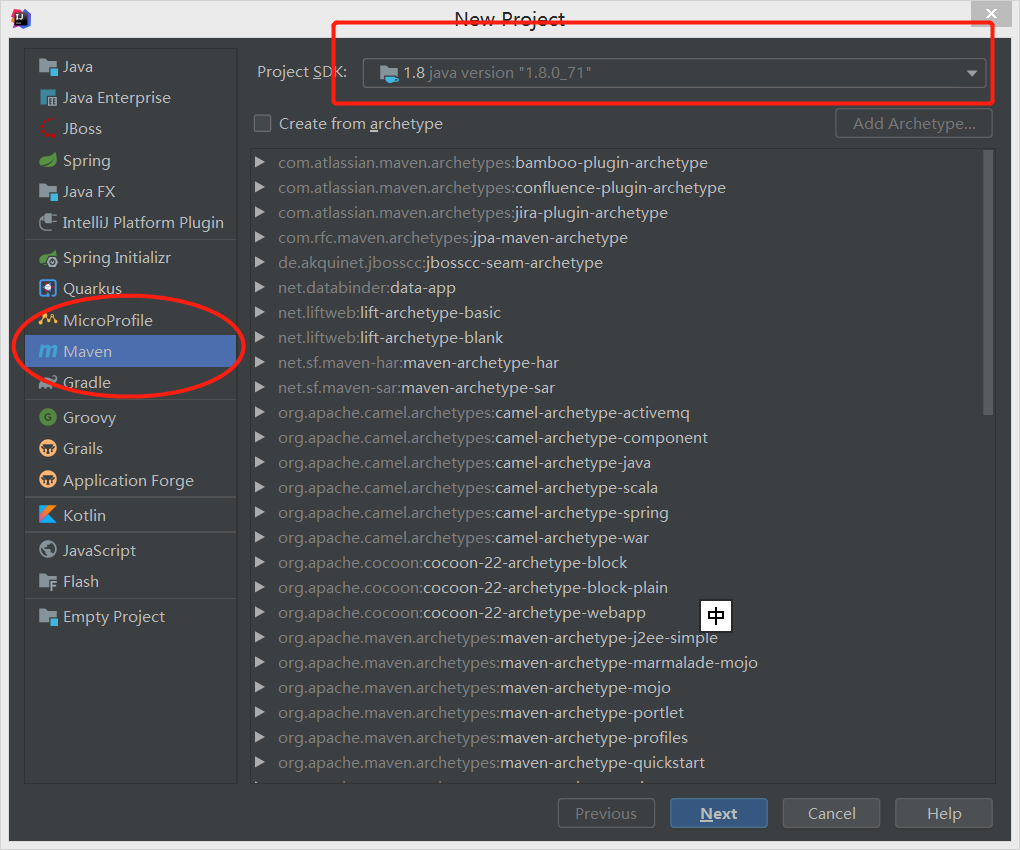 New Project
Java
Java Enterprise
JBoss
Spring
Java FX
IntelliJ Platform Plugin
Spring Initializr
Quarkus
MicroProfile
Maven
Gradle
Groovy
Grails
Application Forge
Kotlin
JavaScript
Flash
Empty Project
Project SDK: 1.8 java version "1.8.0_71"
Create from archetype Add Archetype...
com.atlassian.maven.archetypes:bamboo-plugin-archetype
com.atlassian.maven.archetypes:confluence-plugin-archetype
com.atlassian.maven.archetypes:jira-plugin-archetype
com.rfc.maven.archetypes:jpa-maven-archetype
de.akquinet.jbosscc:jbosscc-seam-archetype
net.databinder:data-app
net.liftweb:lift-archetype-basic
net.liftweb:lift-archetype-blank
net.sf.maven-har:maven-archetype-har
net.sf.maven-sar:maven-archetype-sar
org.apache.camel.archetypes:camel-archetype-activemq
org.apache.camel.archetypes:camel-archetype-component
org.apache.camel.archetypes:camel-archetype-java
org.apache.camel.archetypes:camel-archetype-scala
org.apache.camel.archetypes:camel-archetype-spring
org.apache.camel.archetypes:camel-archetype-war
org.apache.cocoon:cocoon-22-archetype-block
org.apache.cocoon:cocoon-22-archetype-block-plain
org.apache.cocoon:cocoon-22-archetype-webapp
中
org.apache.maven.archetypes:maven-archetype-j2ee-simple
org.apache.maven.archetypes:maven-archetype-marmalade-mojo
org.apache.maven.archetypes:maven-archetype-mojo
org.apache.maven.archetypes:maven-archetype-portlet
org.apache.maven.archetypes:maven-archetype-profiles
org.apache.maven.archetypes:maven-archetype-quickstart
Previous Next Cancel Help